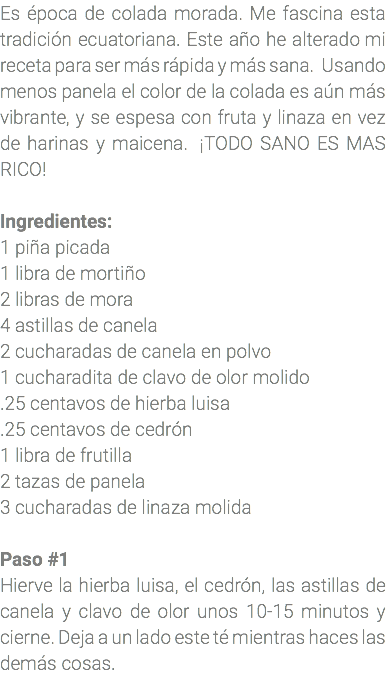 Es época de colada morada. Me fascina esta
tradición ecuatoriana. Este año he alterado mi
receta para ser más rápida y más sana.  Usando
menos panela el color de la colada es aún más
vibrante, y se espesa con fruta y linaza en vez
de harinas y maicena.  ¡TODO SANO ES MAS
RICO!

Ingredientes:
1 piña picada
1 libra de mortiño
2 libras de mora
4 astillas de canela
2 cucharadas de canela en polvo
1 cucharadita de clavo de olor molido
.25 centavos de hierba luisa
.25 centavos de cedrón
1 libra de frutilla
2 tazas de panela
3 cucharadas de linaza molida

Paso #1
Hierve la hierba luisa, el cedrón, las astillas de
canela y clavo de olor unos 10-15 minutos y
cierne. Deja a un lado este té mientras haces las
demás cosas.